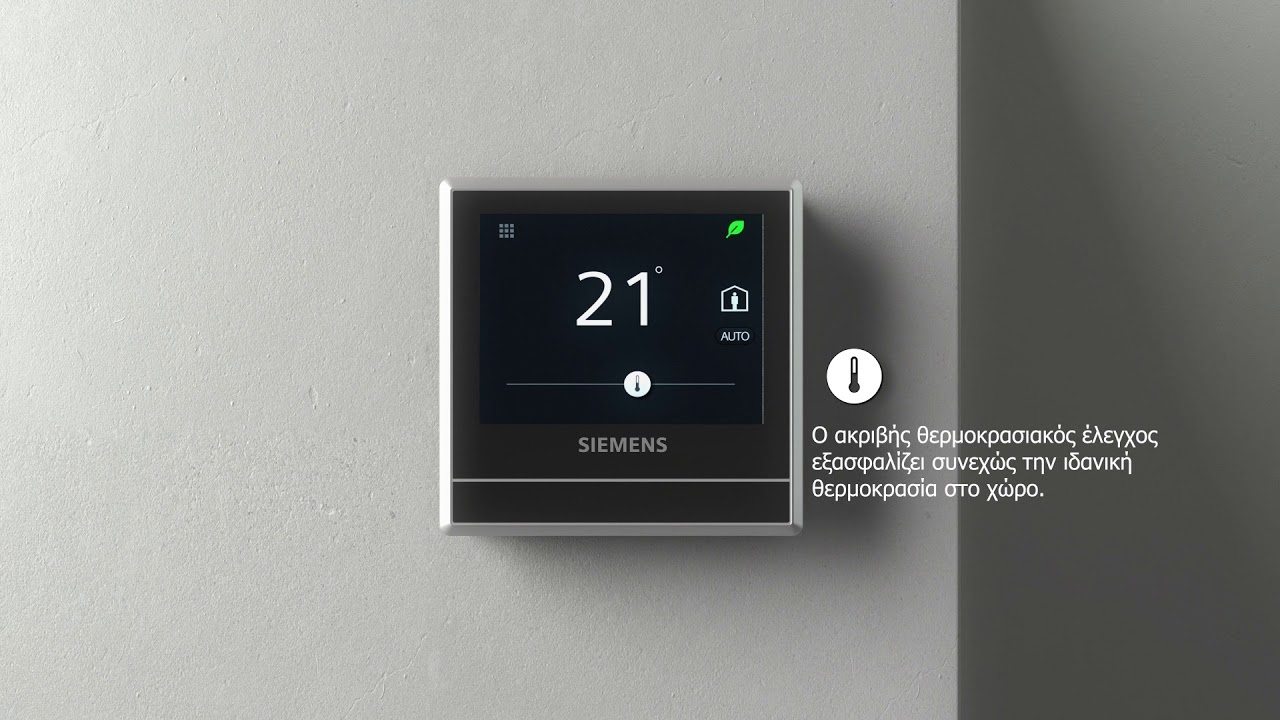 21°
AUTO
SIEMENS
Ο ακριβής θερμοκρασιακός έλεγχος
εξασφαλίζει συνεχώς την ιδανική
θερμοκρασία στο χώρο.